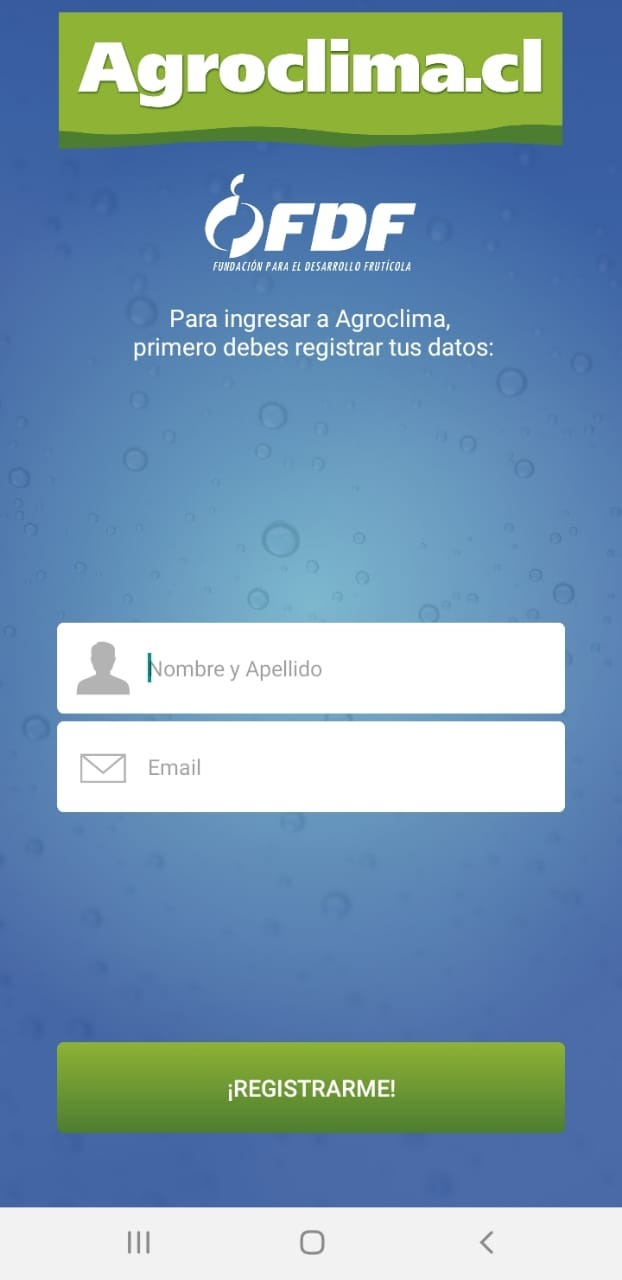 Agroclima.cl
FDF
FUNDACIÓN PARA EL DESARROLLO FRUTÍCOLA
Para ingresar a Agroclima,
primero debes registrar tus datos:
Nombre y Apellido
Email
¡REGISTRARME!